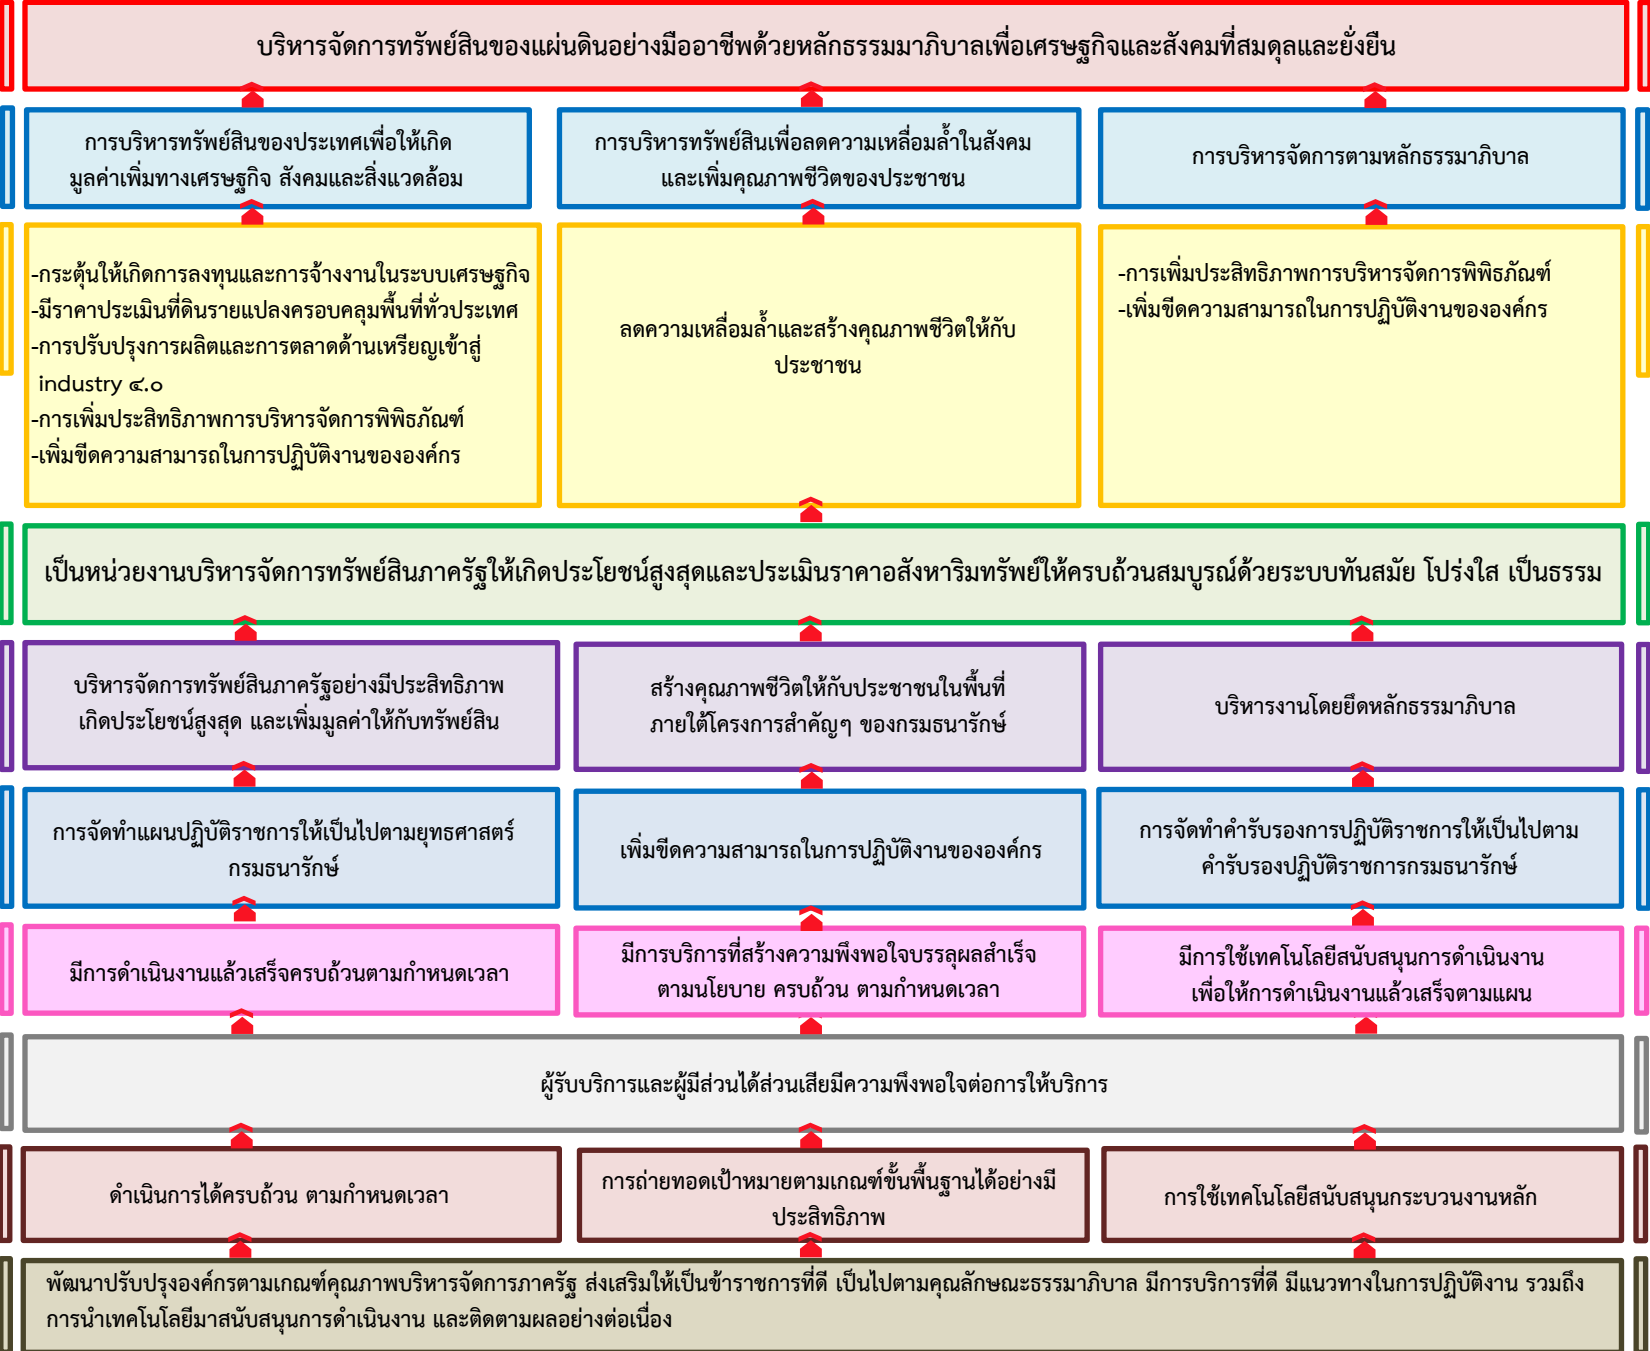 บริหารจัดการทรัพย์สินของแผ่นดินอย่างมืออาชีพด้วยหลักธรรมมาภิบาลเพื่อเศรษฐกิจและสังคมที่สมดุลและยั่งยืน
การบริหารทรัพย์สินของประเทศเพื่อให้เกิด
มูลค่าเพิ่มทางเศรษฐกิจ สังคมและสิ่งแวดล้อม
การบริหารทรัพย์สินเพื่อลดความเหลื่อมล้ำในสังคม
และเพิ่มคุณภาพชีวิตของประชาชน
การบริหารจัดการตามหลักธรรมาภิบาล
-กระตุ้นให้เกิดการลงทุนและการจ้างงานในระบบเศรษฐกิจ
-มีราคาประเมินที่ดินรายแปลงครอบคลุมพื้นที่ทั่วประเทศ
-การปรับปรุงการผลิตและการตลาดด้านเหรียญเข้าสู่
industry ๔.๐
-การเพิ่มประสิทธิภาพการบริหารจัดการพิพิธภัณฑ์
-เพิ่มขีดความสามารถในการปฏิบัติงานขององค์กร
ลดความเหลื่อมล้ำและสร้างคุณภาพชีวิตให้กับ
ประชาชน
-การเพิ่มประสิทธิภาพการบริหารจัดการพิพิธภัณฑ์
-เพิ่มขีดความสามารถในการปฏิบัติงานขององค์กร
เป็นหน่วยงานบริหารจัดการทรัพย์สินภาครัฐให้เกิดประโยชน์สูงสุดและประเมินราคาอสังหาริมทรัพย์ให้ครบถ้วนสมบูรณ์ด้วยระบบทันสมัย โปร่งใส เป็นธรรม
บริหารจัดการทรัพย์สินภาครัฐอย่างมีประสิทธิภาพ
เกิดประโยชน์สูงสุด และเพิ่มมูลค่าให้กับทรัพย์สิน
สร้างคุณภาพชีวิตให้กับประชาชนในพื้นที่
ภายใต้โครงการสำคัญๆ ของกรมธนารักษ์
บริหารงานโดยยึดหลักธรรมาภิบาล
การจัดทำแผนปฏิบัติราชการให้เป็นไปตามยุทธศาสตร์
กรมธนารักษ์
เพิ่มขีดความสามารถในการปฏิบัติงานขององค์กร
การจัดทำคำรับรองการปฏิบัติราชการให้เป็นไปตาม
คำรับรองปฏิบัติราชการกรมธนารักษ์
มีการดำเนินงานแล้วเสร็จครบถ้วนตามกำหนดเวลา
มีการบริการที่สร้างความพึงพอใจบรรลุผลสำเร็จ
ตามนโยบาย ครบถ้วน ตามกำหนดเวลา
มีการใช้เทคโนโลยีสนับสนุนการดำเนินงาน
เพื่อให้การดำเนินงานแล้วเสร็จตามแผน
ผู้รับบริการและผู้มีส่วนได้ส่วนเสียมีความพึงพอใจต่อการให้บริการ
ดำเนินการได้ครบถ้วน ตามกำหนดเวลา
การถ่ายทอดเป้าหมายตามเกณฑ์ขั้นพื้นฐานได้อย่างมี
ประสิทธิภาพ
การใช้เทคโนโลยีสนับสนุนกระบวนงานหลัก
พัฒนาปรับปรุงองค์กรตามเกณฑ์คุณภาพบริหารจัดการภาครัฐ ส่งเสริมให้เป็นข้าราชการที่ดี เป็นไปตามคุณลักษณะธรรมาภิบาล มีการบริการที่ดี มีแนวทางในการปฏิบัติงาน รวมถึง
การนำเทคโนโลยีมาสนับสนุนการดำเนินงาน และติดตามผลอย่างต่อเนื่อง